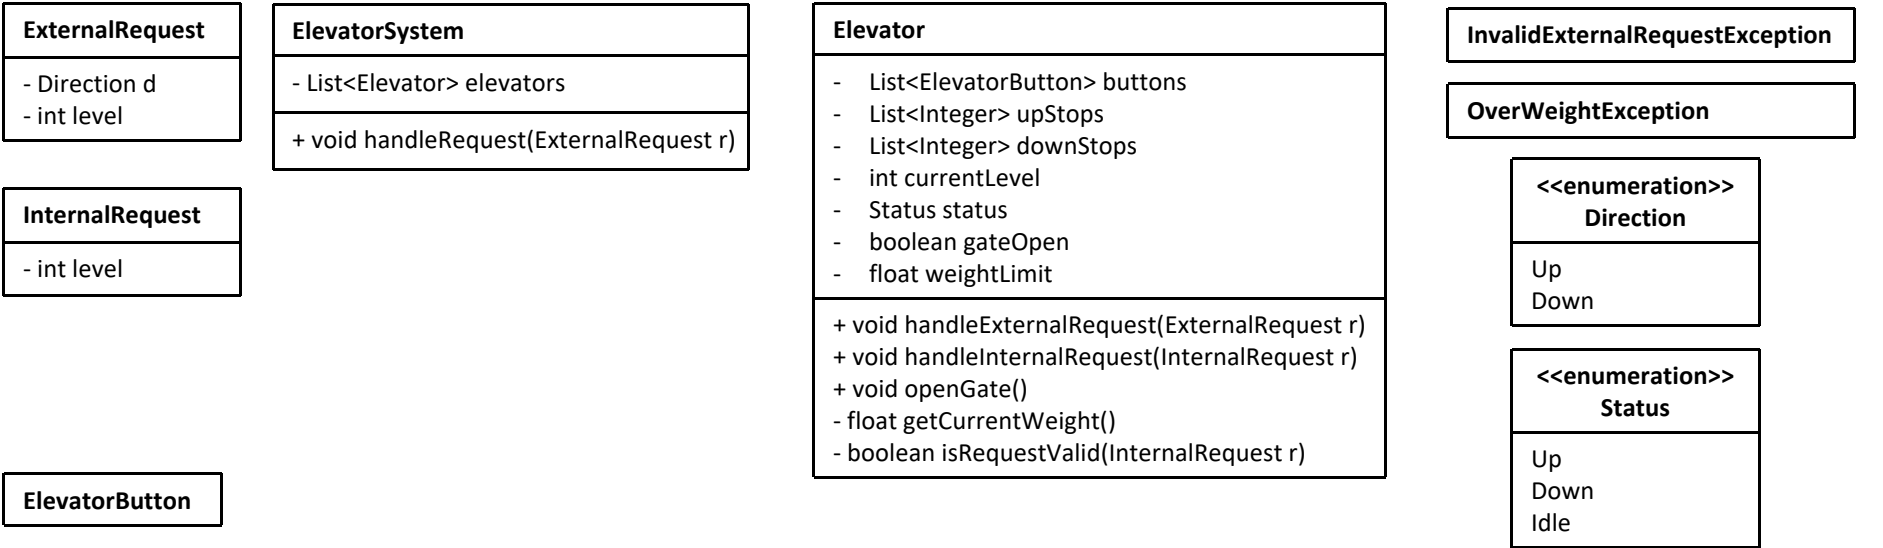 ExternalRequest
- Direction d
- int level
InternalRequest
- int level
ElevatorButton
ElevatorSystem
- List<Elevator> elevators
+ void handleRequest(ExternalRequest r)
Elevator
- List<ElevatorButton> buttons
- List<Integer> upStops
- List<Integer> downStops
- int currentLevel
- Status status
- boolean gateOpen
- float weightLimit
+ void handleExternalRequest(ExternalRequest r)
+ void handleInternalRequest(InternalRequest r)
+ void openGate()
- float getCurrentWeight()
- boolean isRequestValid(InternalRequest r)
InvalidExternalRequestException
OverWeightException
<<enumeration>>
Direction
Up
Down
<<enumeration>>
Status
Up
Down
Idle